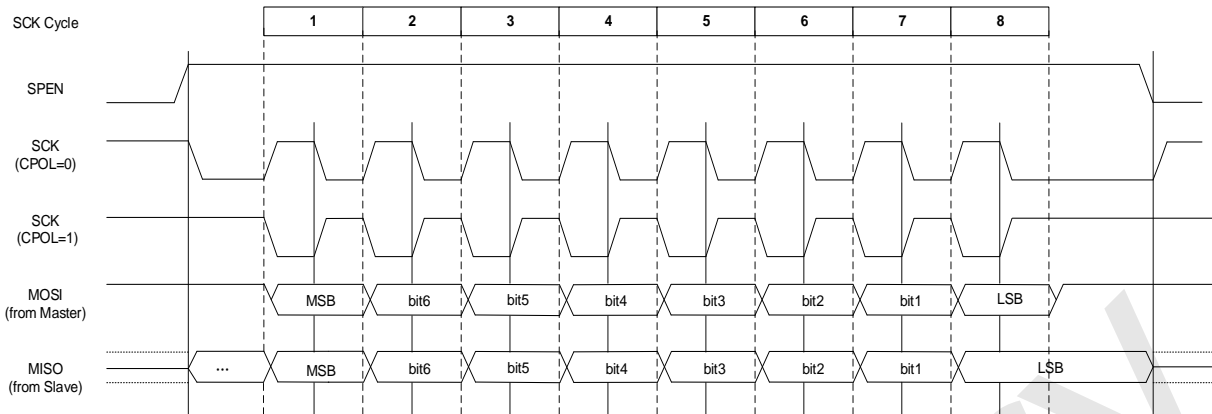 SCK Cycle 1 2 3 4 5 6 7 8
SPEN
SCK
(CPOL=0)
SCK
(CPOL=1)
MOSI
(from Master)
MSB bit6 bit5 bit4 bit3 bit2 bit1 LSB
MISO
(from Slave)
... MSB bit6 bit5 bit4 bit3 bit2 bit1 LSB